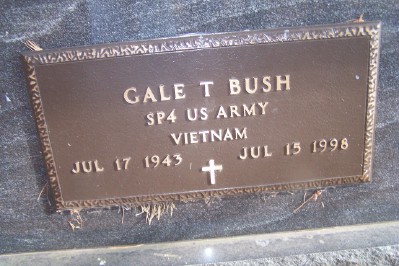 GALE T BUSH
SP4 US ARMY
VIETNAM
JUL 17 1943 JUL 15 1998